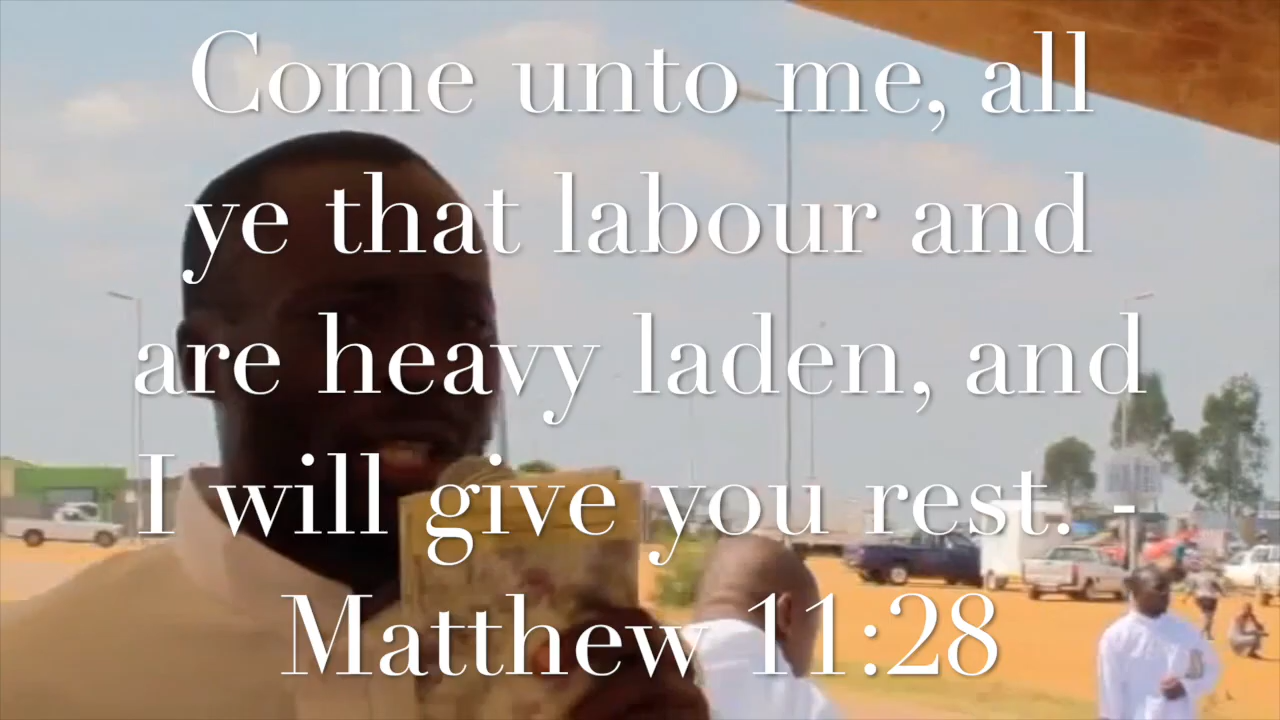 Come unto me, all
ye that labour and
are heavy laden, and
I will give you rest. -
Matthew 11:28